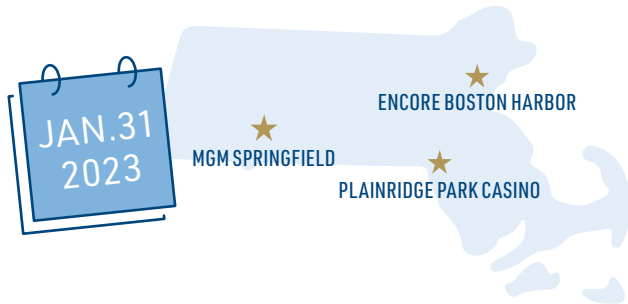 JAN.31
2023
ENCORE BOSTON HARBOR
MGM SPRINGFIELD
PLAINRIDGE PARK CASINO